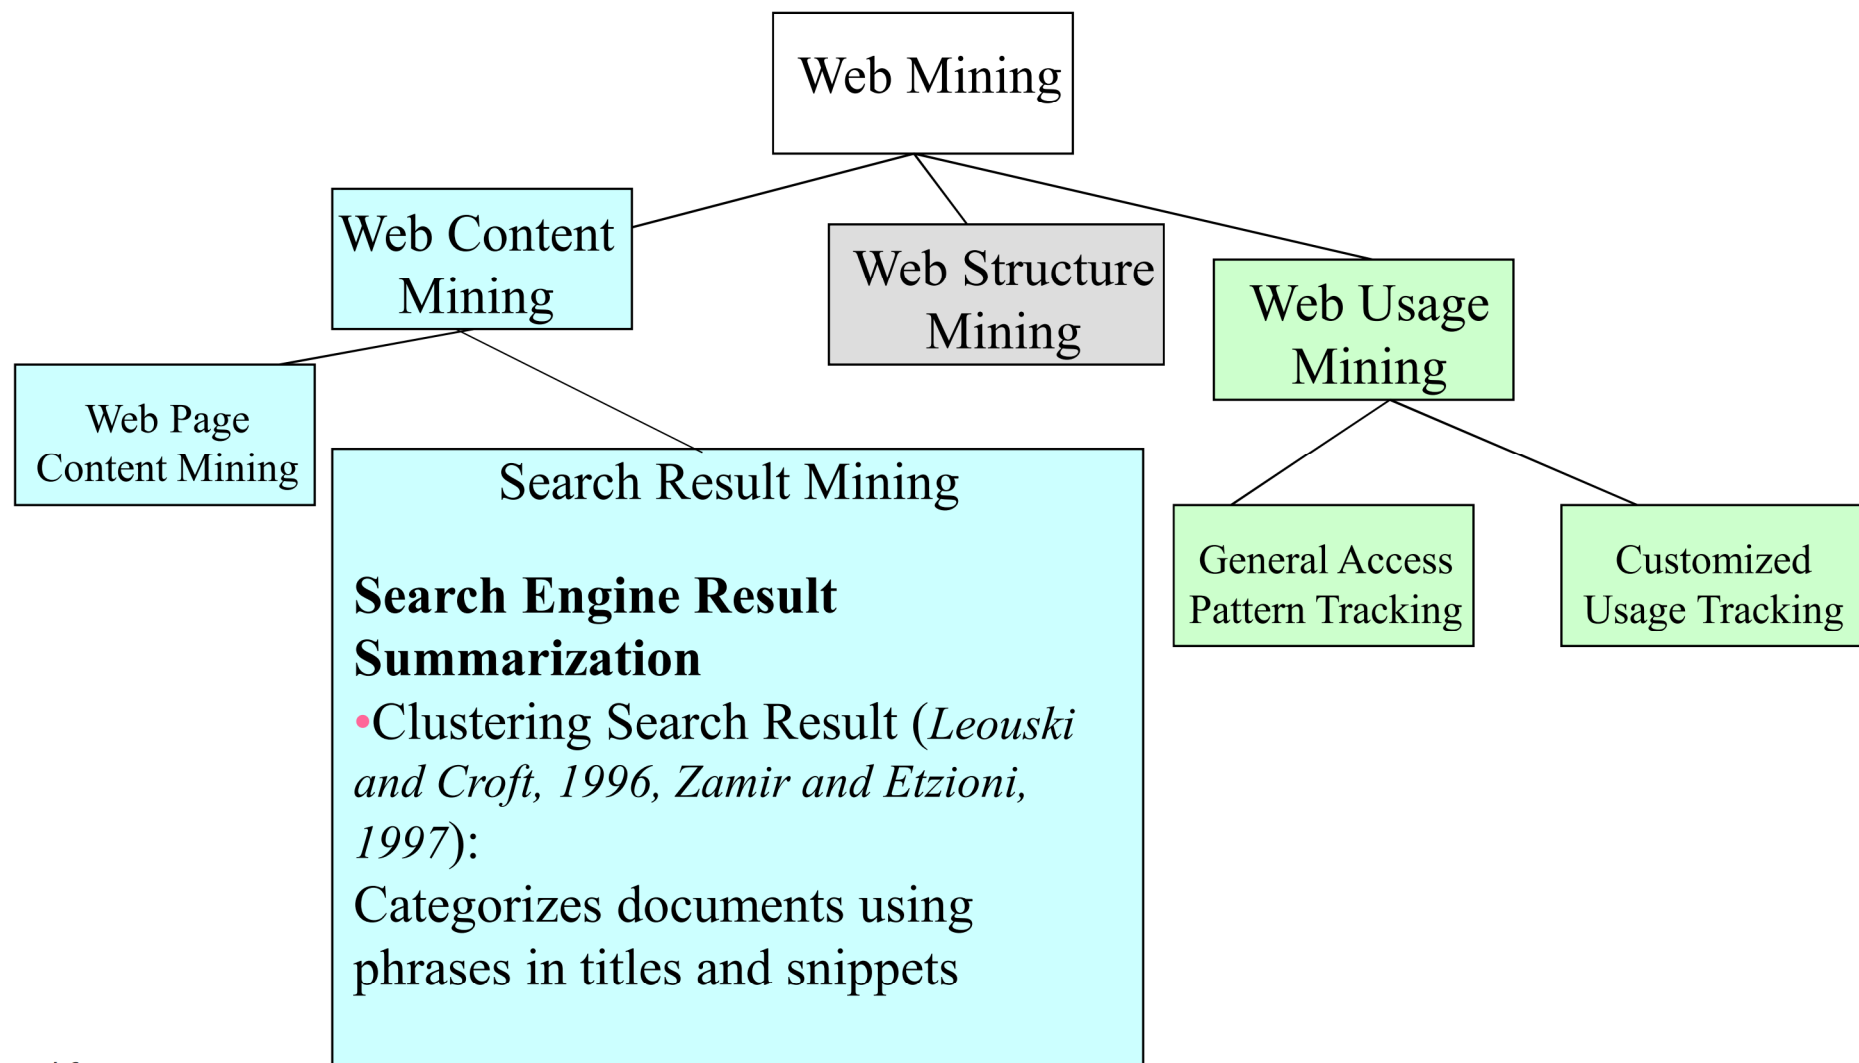 Web Mining
Web Content
Mining
Web Structure
Mining
Web Usage
Mining
Web Page
Content Mining
Search Result Mining
Search Engine Result
Summarization
•Clustering Search Result (Leouski
and Croft, 1996, Zamir and Etzioni,
1997):
Categorizes documents using
phrases in titles and snippets
General Access
Pattern Tracking
Customized
Usage Tracking